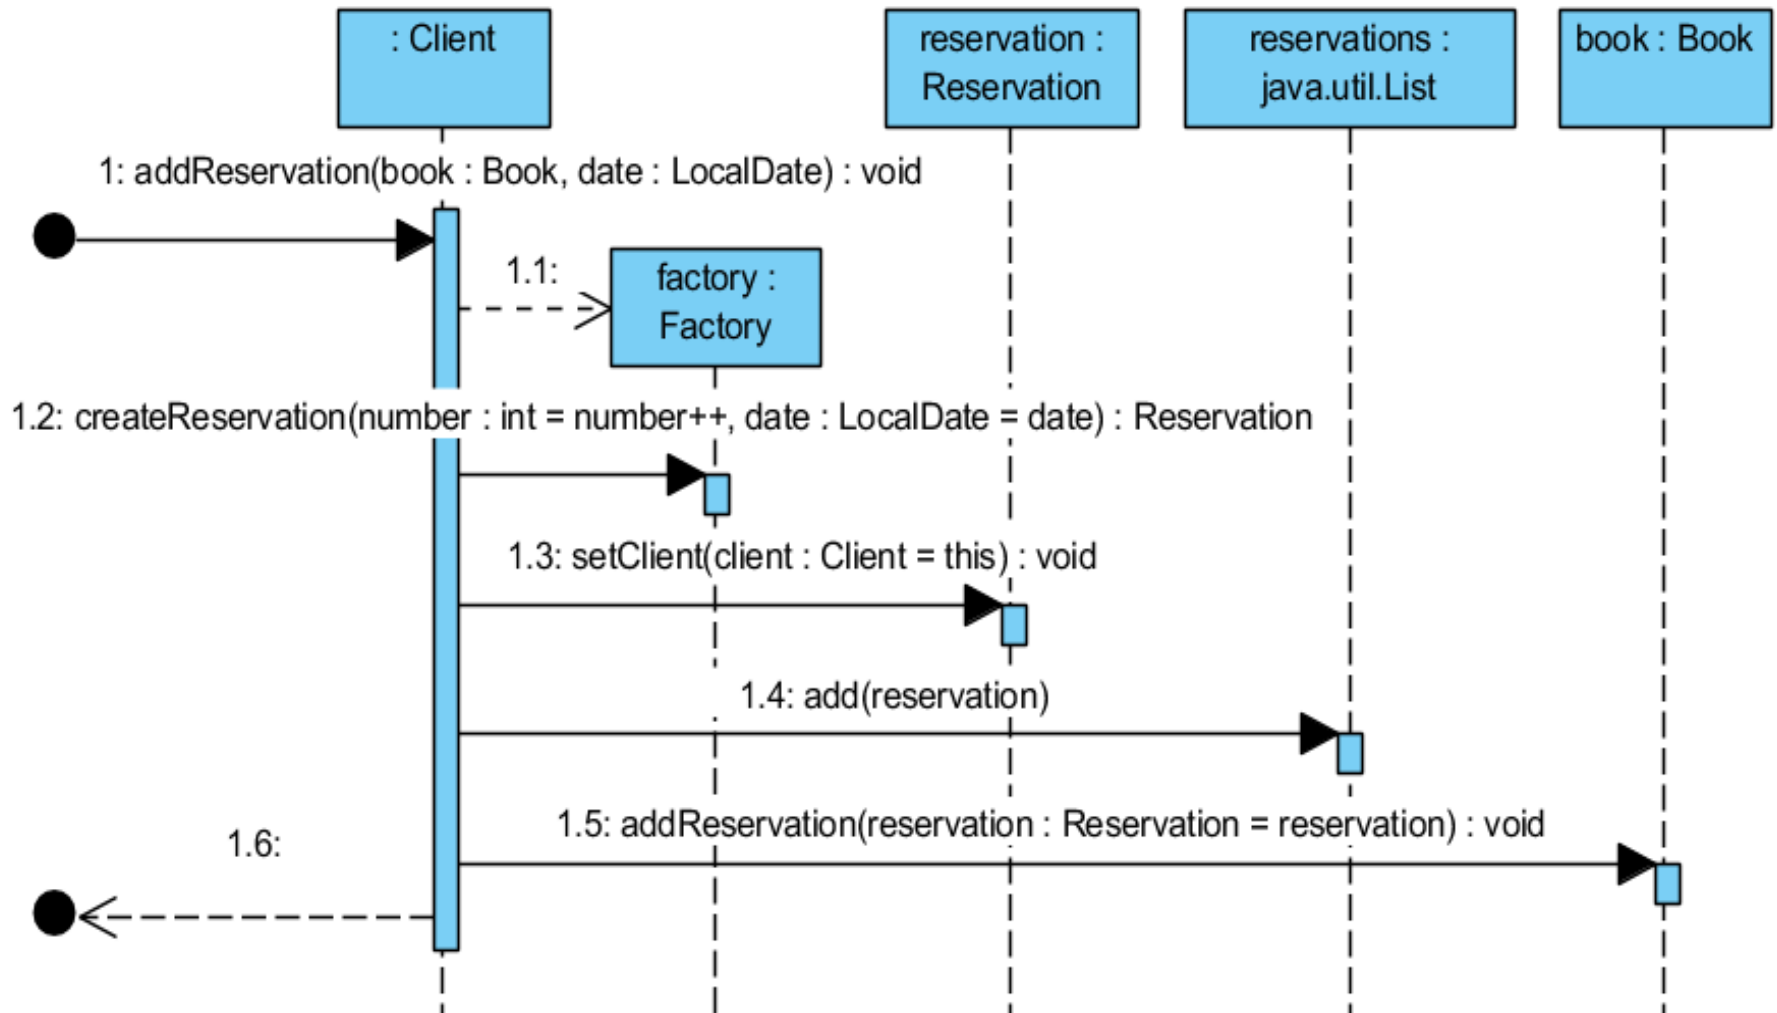 : Client
reservation :
Reservation
reservations :
java.util.List
book : Book
1: addReservation(book : Book, date : LocalDate) : void
1.1:
factory :
Factory
1.2: createReservation(number : int = number++, date : LocalDate = date) : Reservation
1.3: setClient(client : Client = this) : void
1.4: add(reservation)
1.5: addReservation(reservation : Reservation = reservation) : void
1.6: